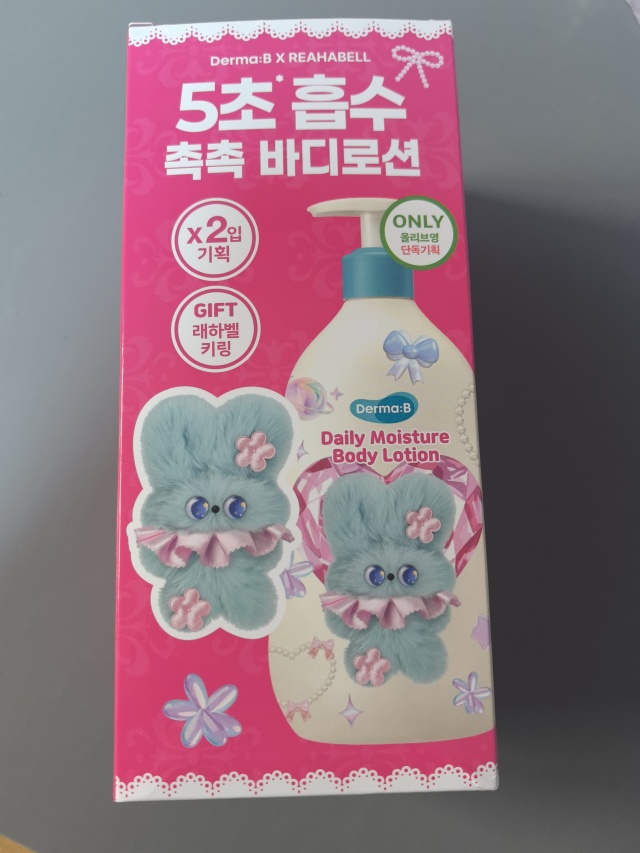 Derma:B X REAHABELL
5초* 흡수
촉촉 바디로션
x2입
기획
ONLY
올리브영
단독기획
GIFT
래하벨
키링
Derma:B
Daily Moisture
Body Lotion